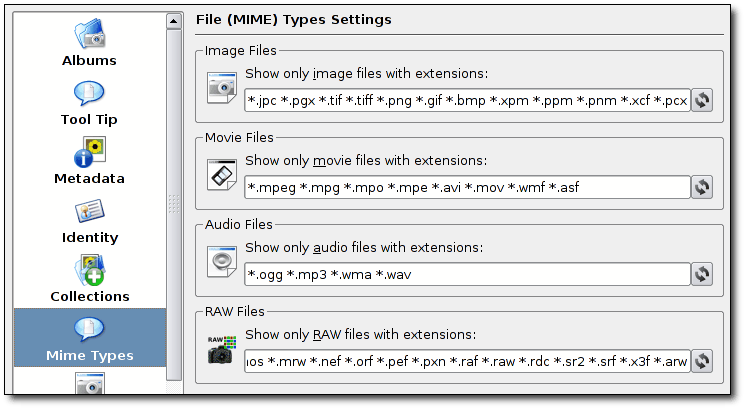 Albums
Tool Tip
Metadata
Identity
Collections
Mime Types
File (MIME) Types Settings
Image Files
Show only image files with extensions:
*.jpc *.pgx *.tif *.tiff *.png *.gif *.bmp *.xpm *.ppm *.pnm *.xcf *.pcx
Movie Files
Show only movie files with extensions:
*.mpeg *.mpg *.mpo *.mpe *.avi *.mov *.wmf *.asf
Audio Files
Show only audio files with extensions:
*.ogg *.mp3 *.wma *.wav
RAW Files
Show only RAW files with extensions:
RAW
*.mrw *.nef *.orf *.pef *.pxn *.raf *.raw *.rdc *.sr2 *.srf *.x3f *.arw